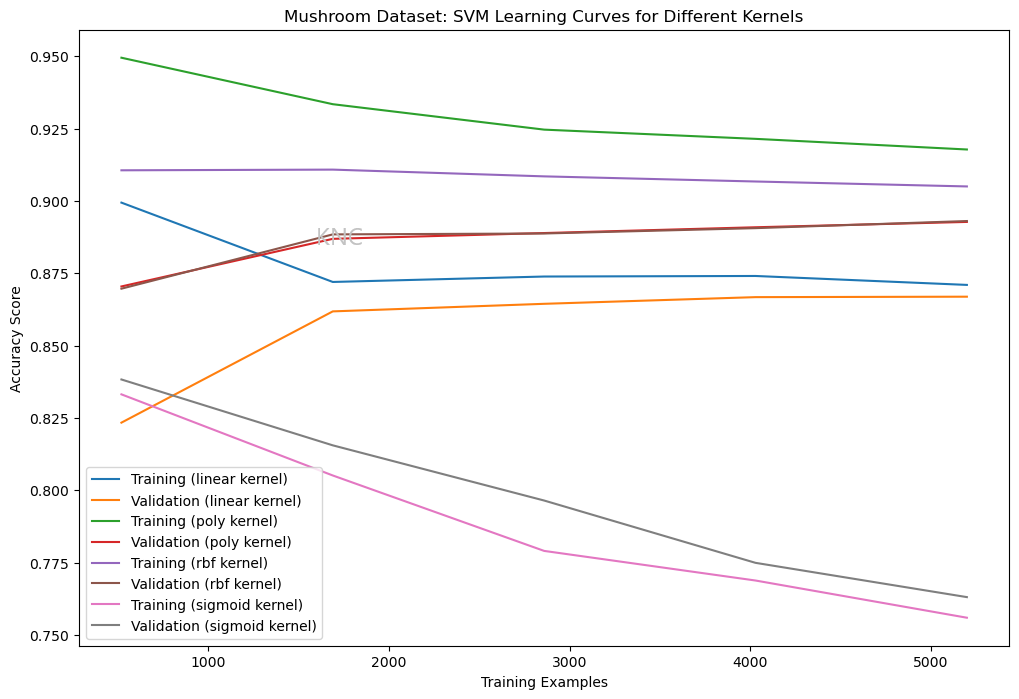 Mushroom Dataset: SVM Learning Curves for Different Kernels
0.950
0.925
0.900
0.875
0.850
0.825
0.800
0.775
0.750
Accuracy Score
KNC
Training (linear kernel)
Validation (linear kernel)
Training (poly kernel)
Validation (poly kernel)
Training (rbf kernel)
Validation (rbf kernel)
Training (sigmoid kernel)
Validation (sigmoid kernel)
1000 2000 3000 4000 5000
Training Examples